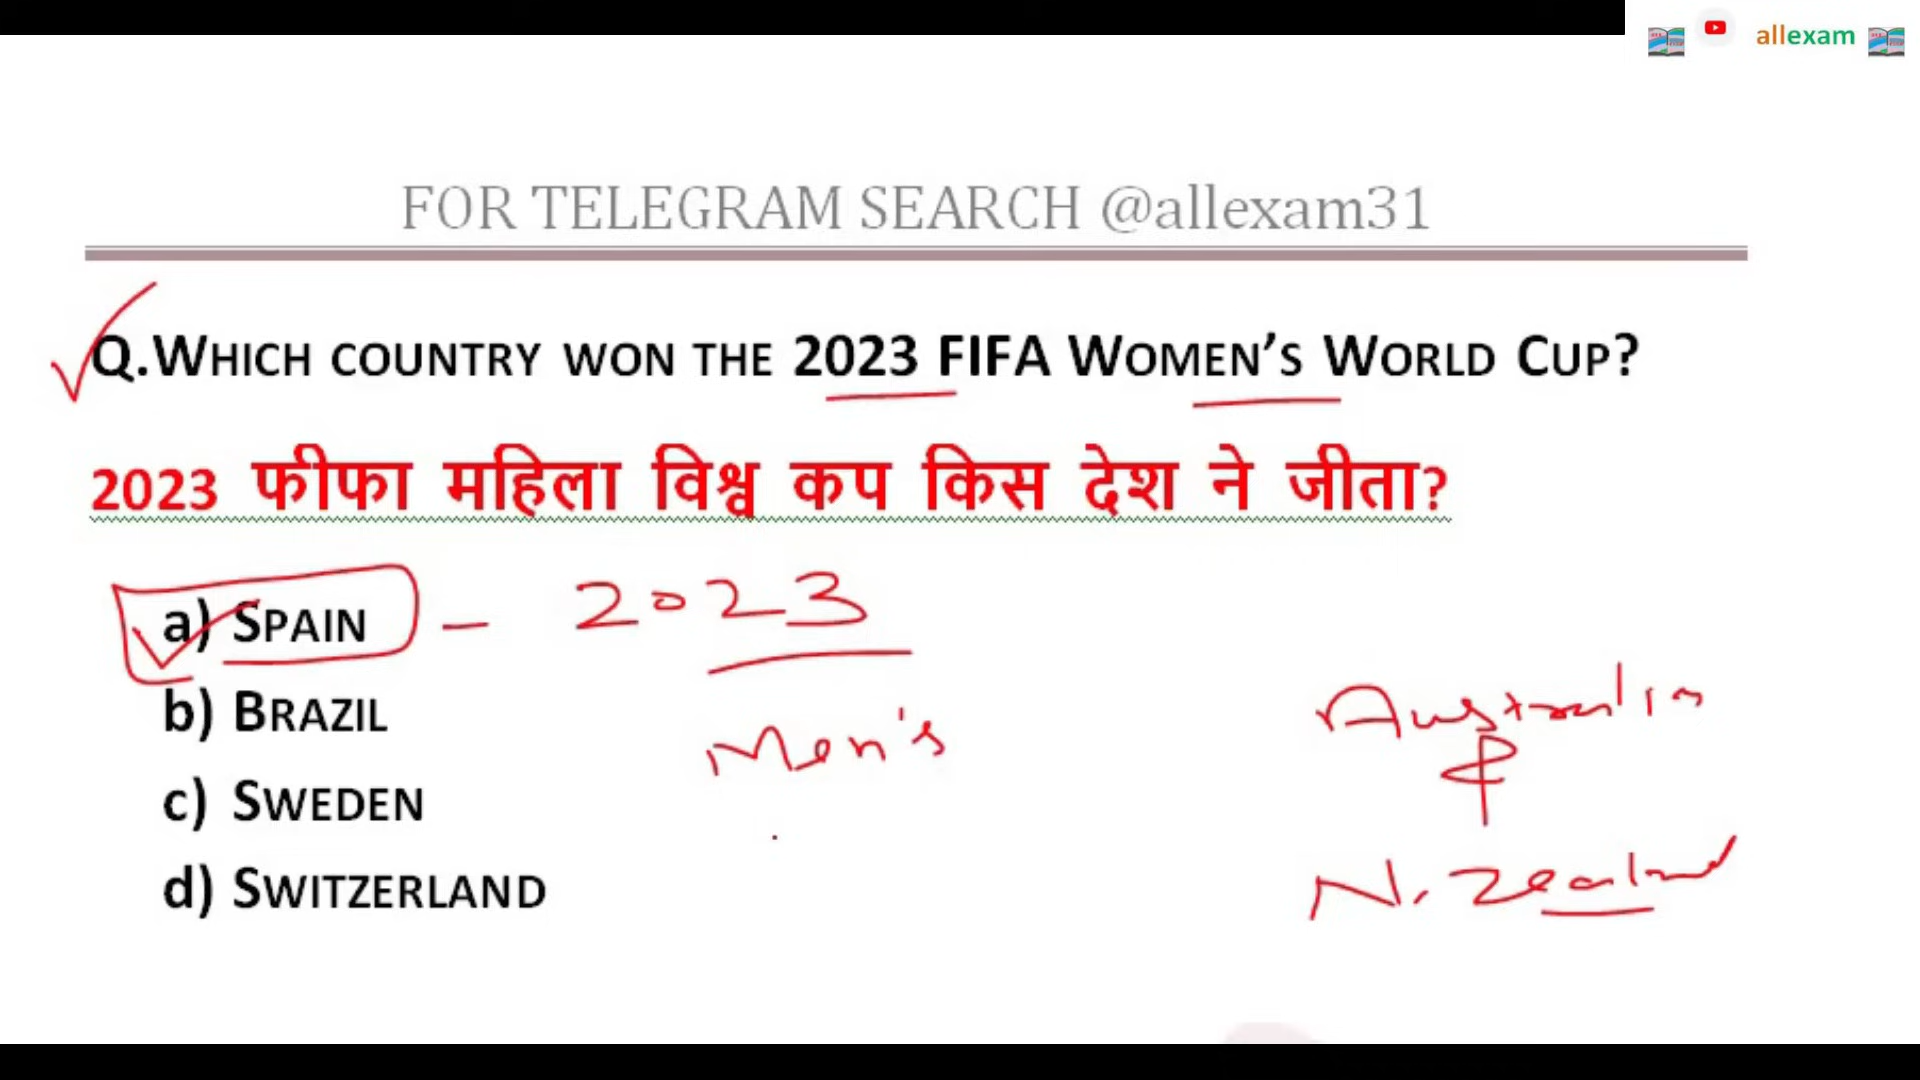 allexam
FOR TELEGRAM SEARCH @allexam31
Q.WHICH COUNTRY WON THE 2023 FIFA WOMEN'S WORLD CUP?
2023 फीफा महिला विश्व कप किस देश ने जीता?
a) SPAIN - 2023
b) BRAZIL
Men's
Australia
&
c) SWEDEN
d) SWITZERLAND
N. Zealand